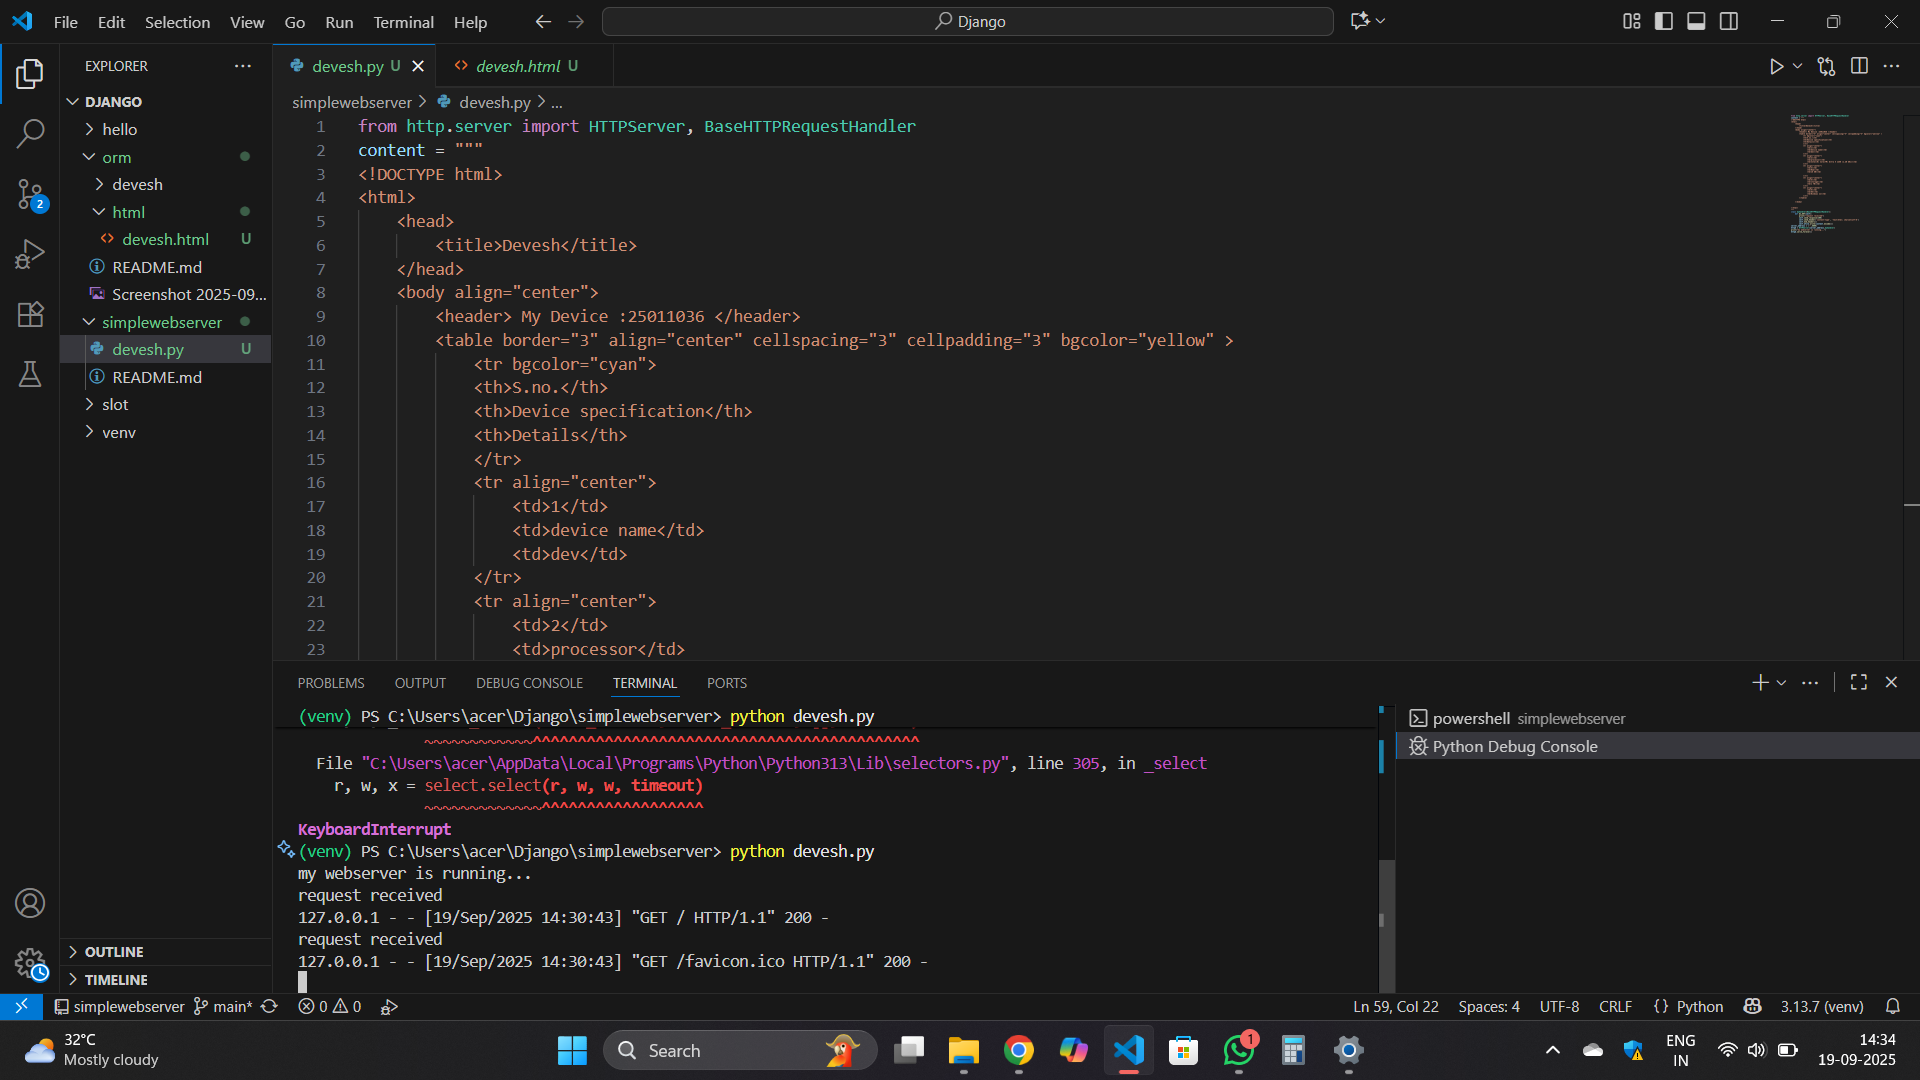 File Edit Selection View Go Run Terminal Help
Django
EXPLORER
DJANGO
hello
orm
devesh
html
devesh.html U
README.md
Screenshot 2025-09...
simplewebserver
devesh.py U
README.md
slot
venv
OUTLINE
TIMELINE
devesh.py U
devesh.html U
simplewebserver > devesh.py > ...
1 from http.server import HTTPServer, BaseHTTPRequestHandler
2 content = """
3 <!DOCTYPE html>
4 <html>
5 <head>
6 <title>Devesh</title>
7 </head>
8 <body align="center">
9 <header> My Device :25011036 </header>
10 <table border="3" align="center" cellspacing="3" cellpadding="3" bgcolor="yellow" >
11 <tr bgcolor="cyan">
12 <th>S.no.</th>
13 <th>Device specification</th>
14 <th>Details</th>
15 </tr>
16 <tr align="center">
17 <td>1</td>
18 <td>device name</td>
19 <td>dev</td>
20 </tr>
21 <tr align="center">
22 <td>2</td>
23 <td>processor</td>
PROBLEMS OUTPUT DEBUG CONSOLE TERMINAL PORTS
(venv) PS C:\Users\acer\Django\simplewebserver> python devesh.py
~~~~~~~~~~~~^^^^^^^^^^^^^^^^^^^^^^^^^^^^^^^^^^^^^^^^^^^
File "C:\Users\acer\AppData\Local\Programs\Python\Python313\Lib\selectors.py", line 305, in _select
r, w, x = select.select(r, w, w, timeout)
~~~~~~~~~~~~~^^^^^^^^^^^^^^^^^^
KeyboardInterrupt
(venv) PS C:\Users\acer\Django\simplewebserver> python devesh.py
my webserver is running...
request received
127.0.0.1 - - [19/Sep/2025 14:30:43] "GET / HTTP/1.1" 200 -
request received
127.0.0.1 - - [19/Sep/2025 14:30:43] "GET /favicon.ico HTTP/1.1" 200 -
powershell simplewebserver
Python Debug Console
2
simplewebserver main* 0 0
Ln 59, Col 22 Spaces: 4 UTF-8 CRLF {} Python 3.13.7 (venv)
32°C
Mostly cloudy
Search
1
ENG
IN
14:34
19-09-2025